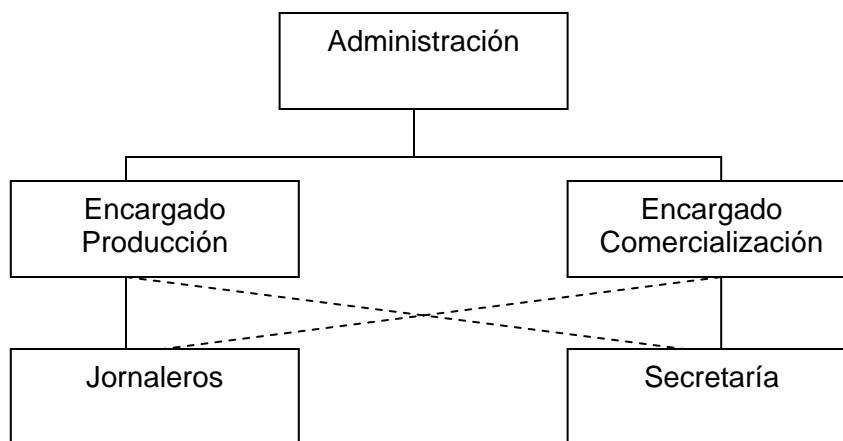 Administración
Encargado
Producción
Encargado
Comercialización
Jornaleros
Secretaría